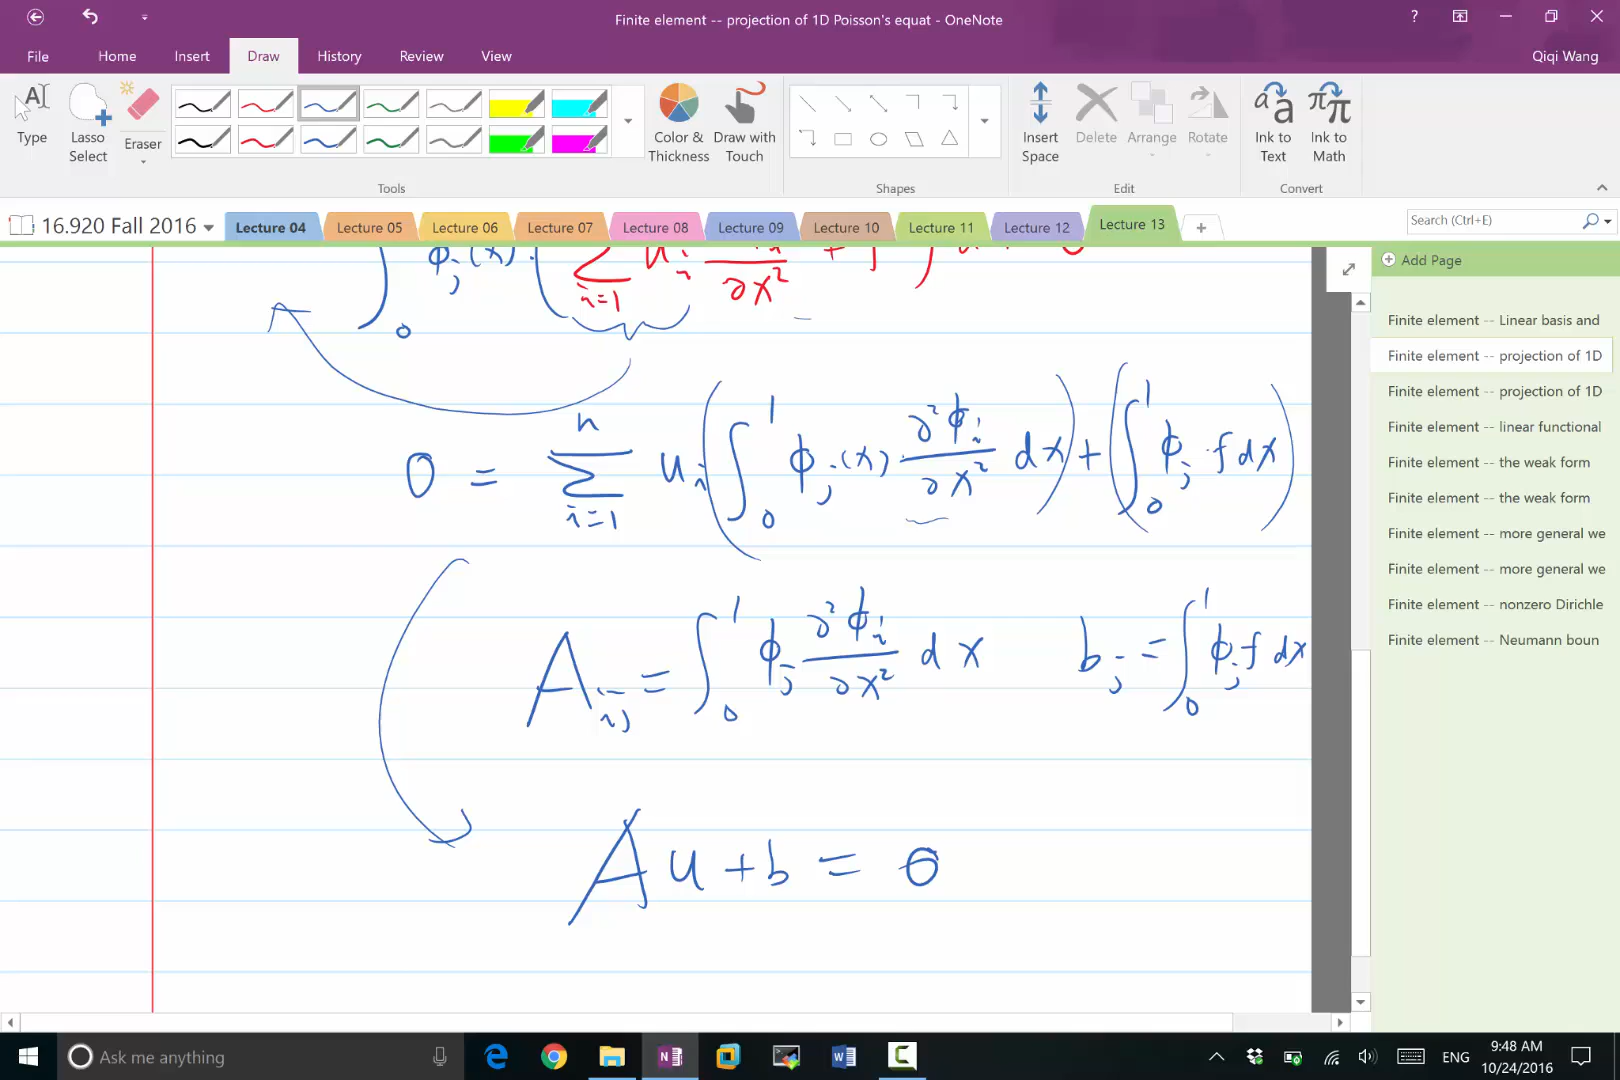 Finite element -- projection of 1D Poisson's equat - OneNote
?
File Home Insert Draw History Review View
Qiqi Wang
Type
Lasso Select
Eraser
Color & Thickness
Draw with Touch
Insert Space
Delete
Arrange
Rotate
Ink to Text
Ink to Math
Tools
Shapes
Edit
Convert
16.920 Fall 2016
Lecture 04 Lecture 05 Lecture 06 Lecture 07 Lecture 08 Lecture 09 Lecture 10 Lecture 11 Lecture 12 Lecture 13 +
Search (Ctrl+E)
Add Page
Finite element -- Linear basis and
Finite element -- projection of 1D
Finite element -- projection of 1D
Finite element -- linear functional
Finite element -- the weak form
Finite element -- the weak form
Finite element -- more general we
Finite element -- more general we
Finite element -- nonzero Dirichle
Finite element -- Neumann boun
∫_0 ϕ_j(x) · ( Σ_{i=1} u_i / ∂x² +
0 = Σ_{i=1}^n u_i ( ∫_0^1 ϕ_j(x) · ∂²ϕ_i/∂x² dx ) + ( ∫_0^1 ϕ_j · f dx )
A_{ij} = ∫_0^1 ϕ_j ∂²ϕ_i/∂x² dx b_j = ∫_0^1 ϕ_j f dx
A u + b = 0
Ask me anything
ENG
9:48 AM
10/24/2016